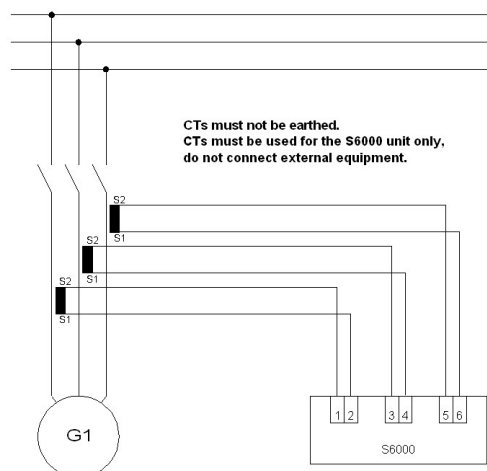 CTs must not be earthed.
CTs must be used for the S6000 unit only,
do not connect external equipment.
S2
S1
S2
S1
S2
S1
1 2 3 4 5 6
G1
S6000